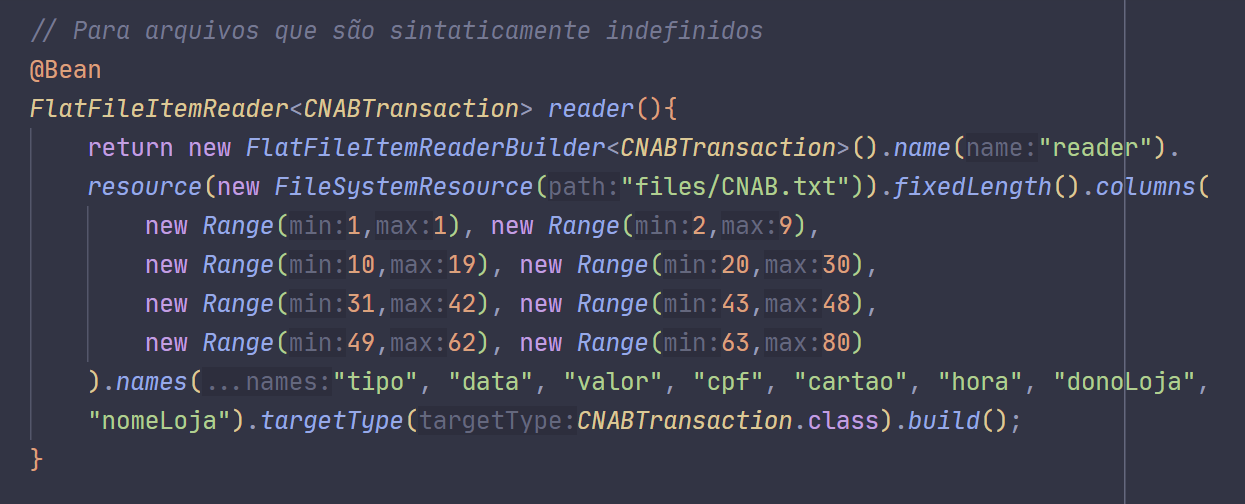 // Para arquivos que são sintaticamente indefinidos
@Bean
FlatFileItemReader<CNABTransaction> reader(){
return new FlatFileItemReaderBuilder<CNABTransaction>().name(name:"reader").
resource(new FileSystemResource(path:"files/CNAB.txt")).fixedLength().columns(
new Range(min:1,max:1), new Range(min:2,max:9),
new Range(min:10,max:19), new Range(min:20,max:30),
new Range(min:31,max:42), new Range(min:43,max:48),
new Range(min:49,max:62), new Range(min:63,max:80)
).names(...names:"tipo", "data", "valor", "cpf", "cartao", "hora", "donoLoja",
"nomeLoja").targetType(targetType:CNABTransaction.class).build();
}